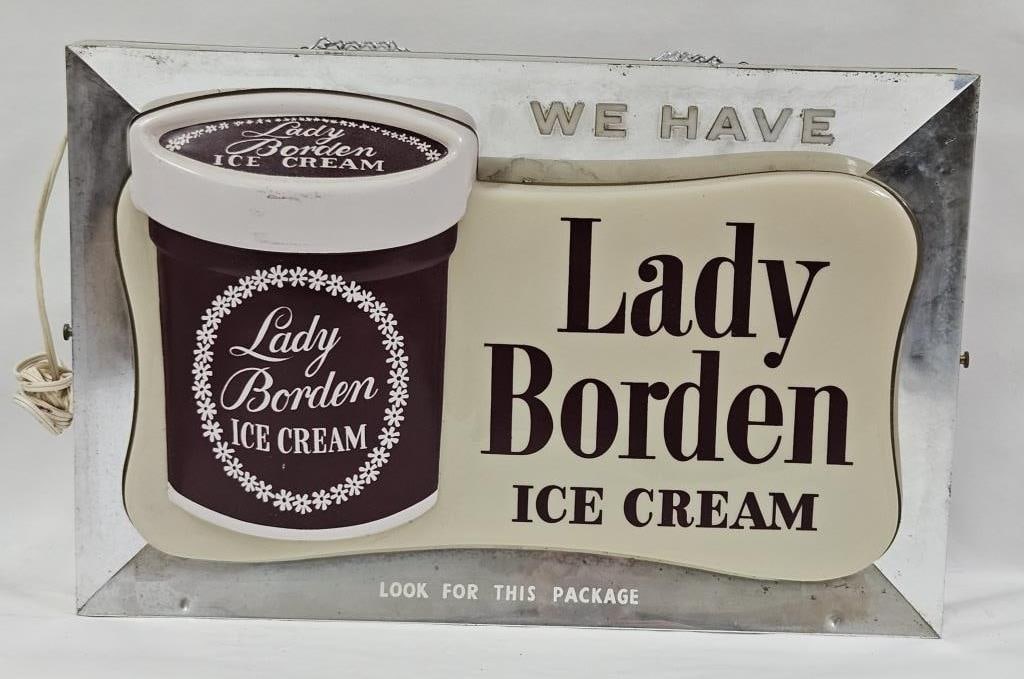 WE HAVE
Lady
Borden
ICE CREAM
Lady
Borden
ICE CREAM
Lady
Borden
ICE CREAM
LOOK FOR THIS PACKAGE